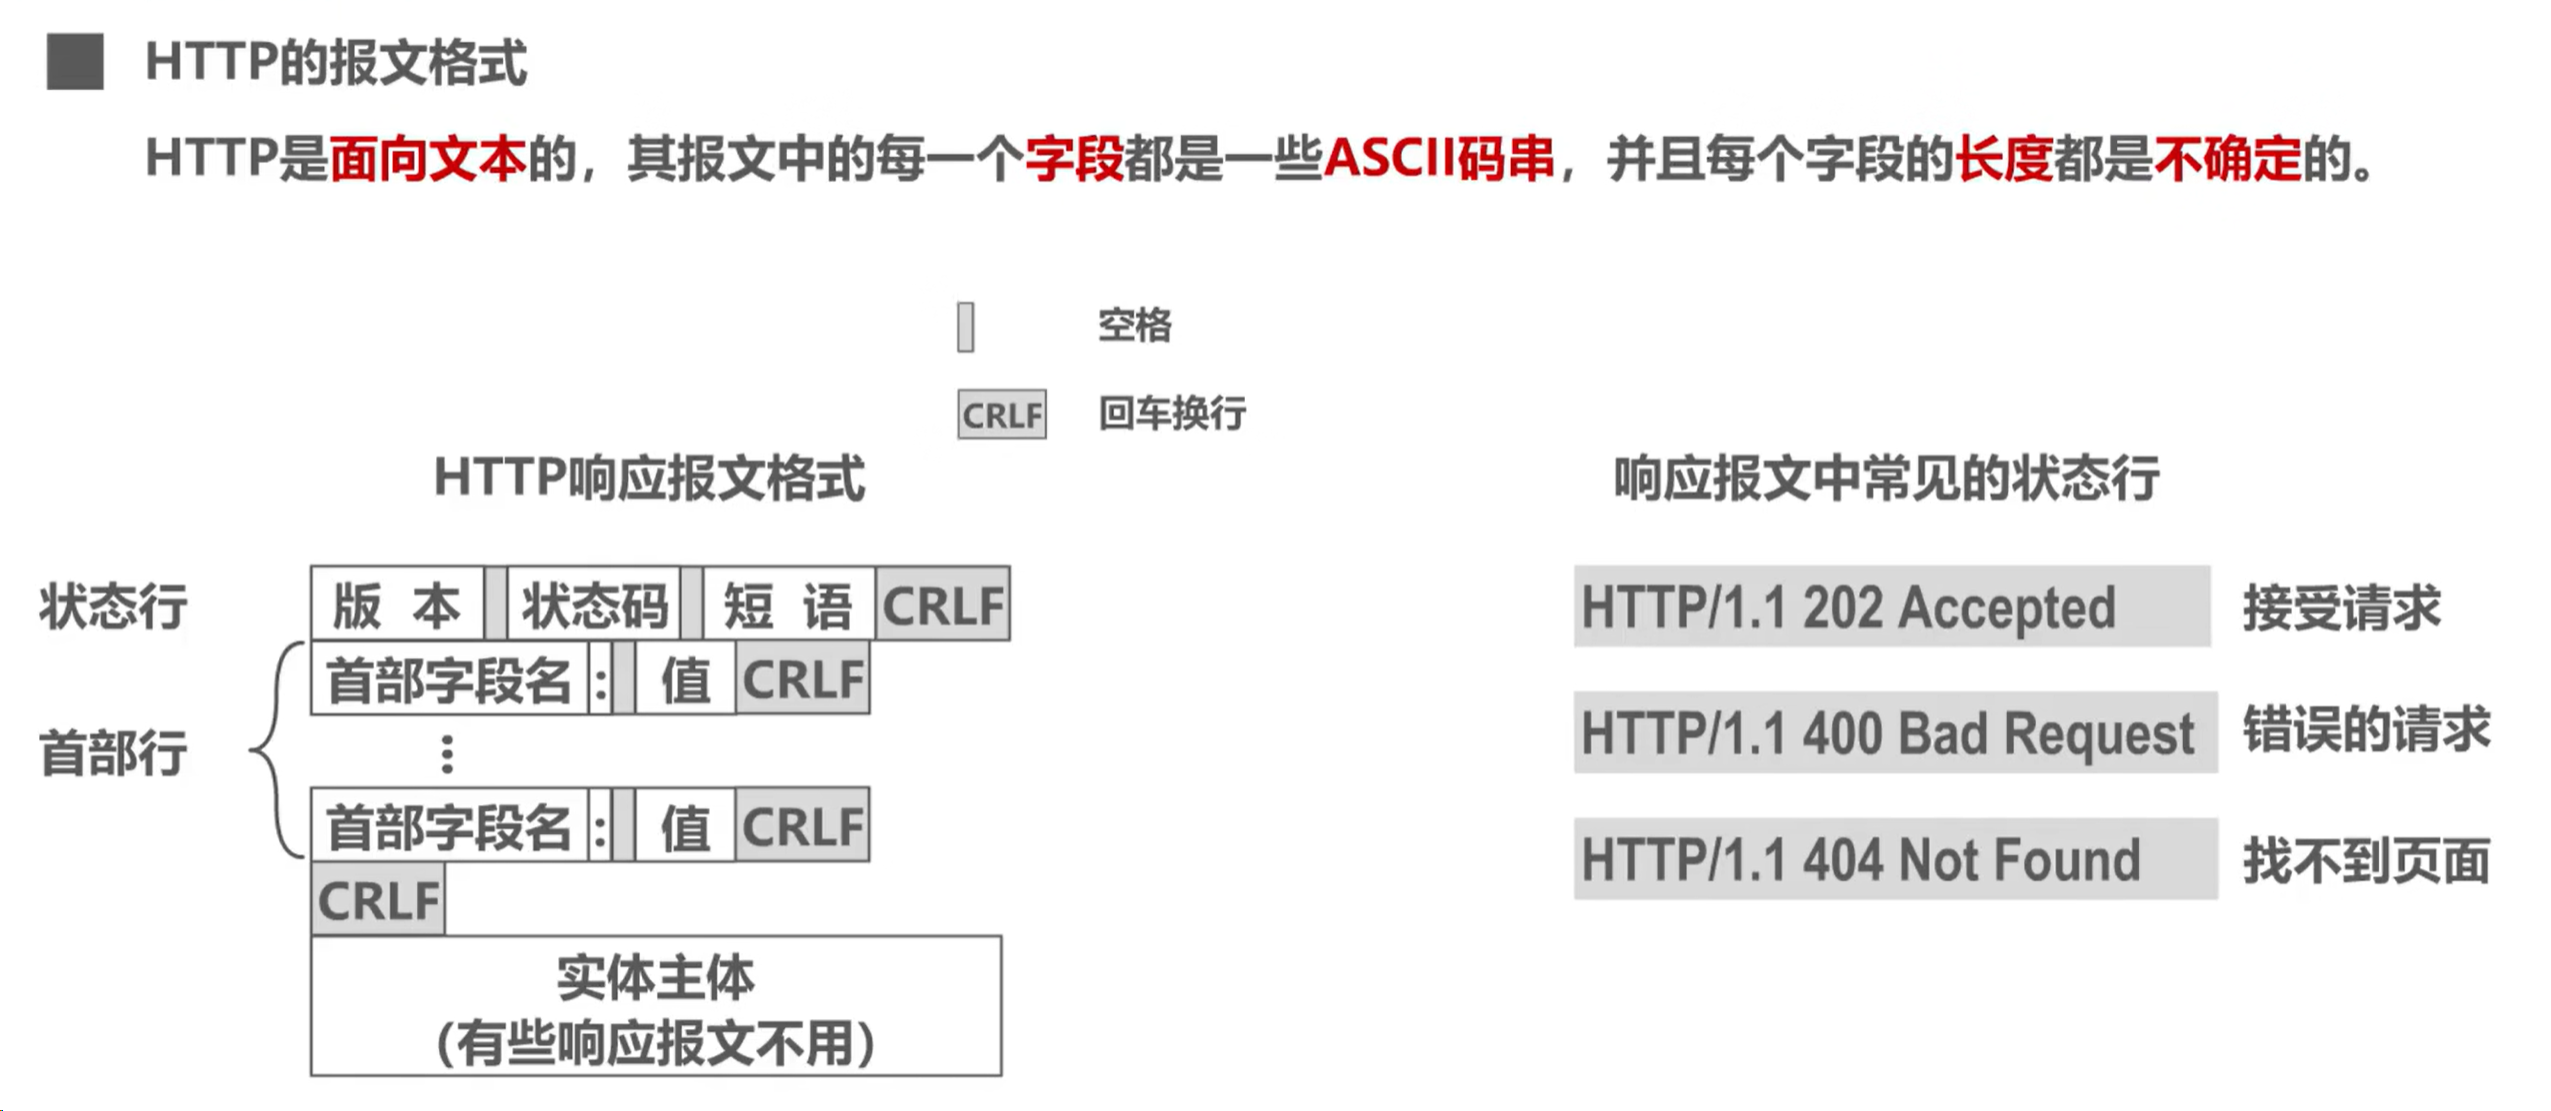 HTTP的报文格式
HTTP是面向文本的，其报文中的每一个字段都是一些ASCII码串，并且每个字段的长度都是不确定的。
空格
CRLF 回车换行
HTTP响应报文格式
状态行 版 本 状态码 短 语 CRLF
首部行
首部字段名 : 值 CRLF
⋮
首部字段名 : 值 CRLF
CRLF
实体主体
（有些响应报文不用）
响应报文中常见的状态行
HTTP/1.1 202 Accepted 接受请求
HTTP/1.1 400 Bad Request 错误的请求
HTTP/1.1 404 Not Found 找不到页面